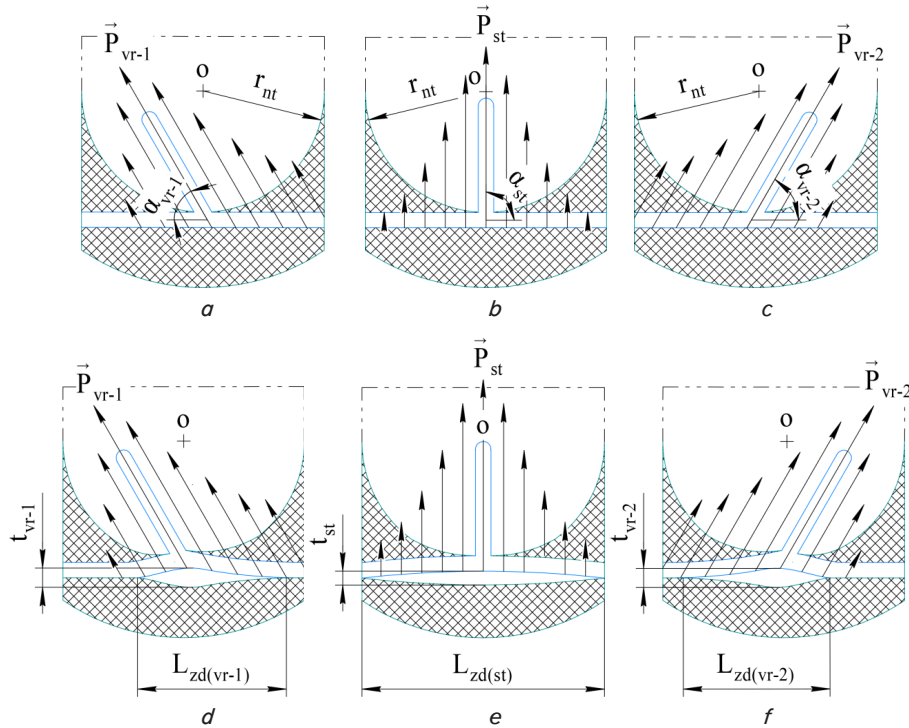 P⃗vr-1
o
rnt
αvr-1
a
P⃗st
o
rnt
αst
b
P⃗vr-2
o
rnt
αvr-2
c
P⃗vr-1
o
tvr-1
Lzd(vr-1)
d
P⃗st
o
tst
Lzd(st)
e
P⃗vr-2
o
tvr-2
Lzd(vr-2)
f